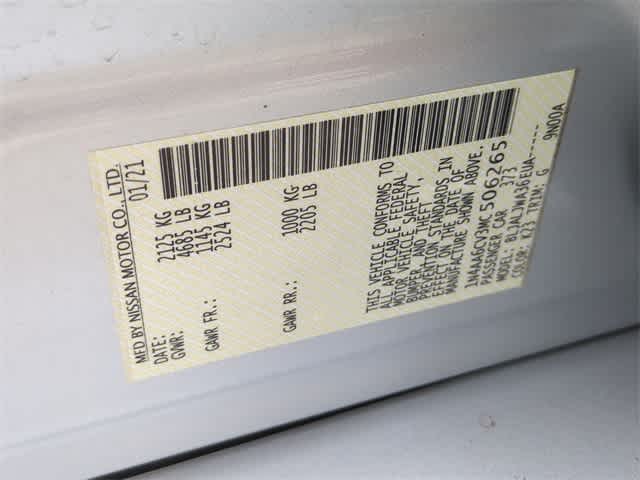 MFD BY NISSAN MOTOR CO., LTD.
DATE: 01/21
GVWR: 2125 KG
4685 LB
GAWR FR.: 1145 KG
2524 LB
GAWR RR.: 1000 KG
2205 LB
THIS VEHICLE CONFORMS TO
ALL APPLICABLE FEDERAL
MOTOR VEHICLE SAFETY,
BUMPER, AND THEFT
PREVENTION STANDARDS IN
EFFECT ON THE DATE OF
MANUFACTURE SHOWN ABOVE.
1N4AA6CV3MC506265
PASSENGER CAR 373
MODEL: BLJALJWA36EUA-----
COLOR: K23 TRIM: G 9N00A